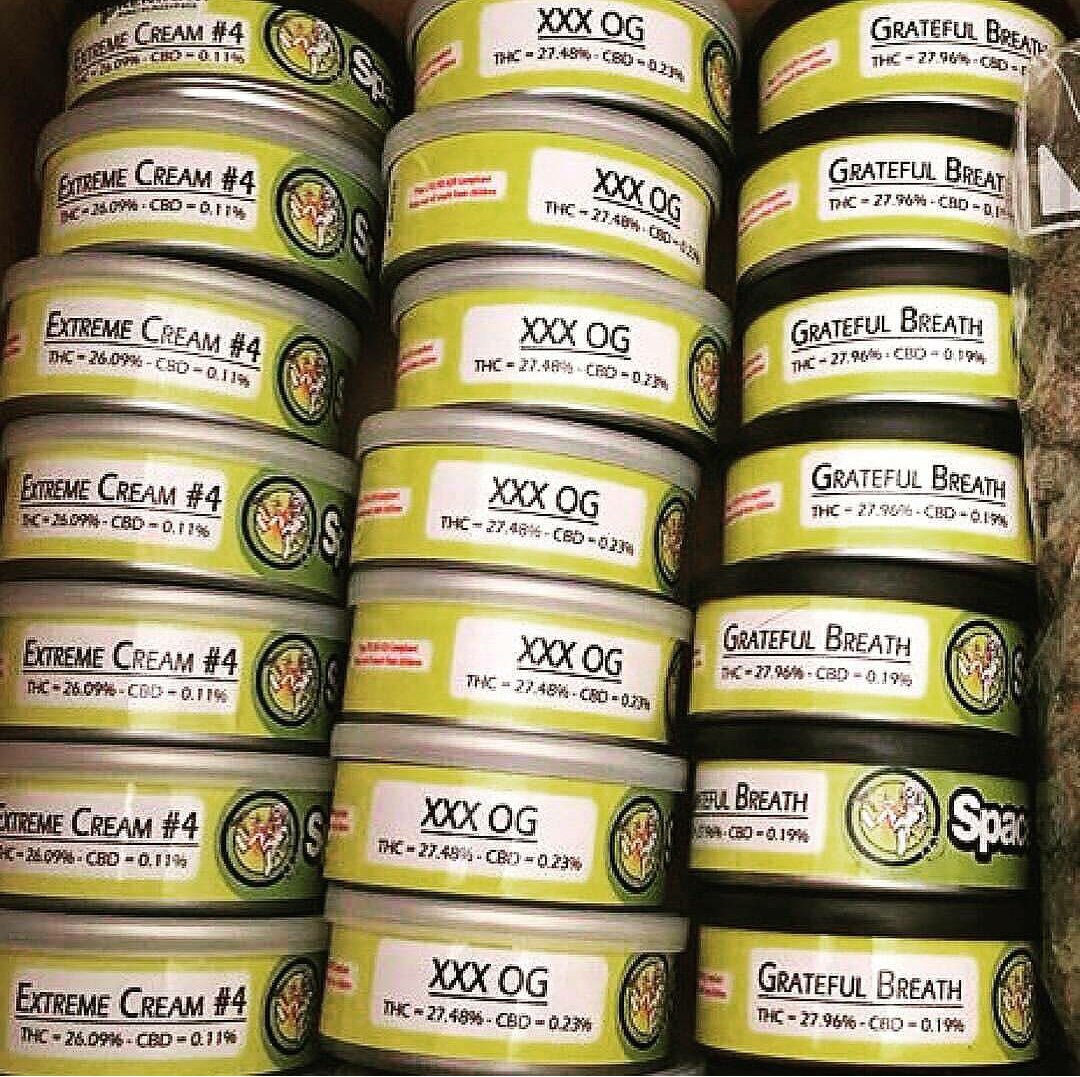 Extreme Cream #4
THC = 26.09% - CBD = 0.11%
Spac
Extreme Cream #4
THC = 26.09% - CBD = 0.11%
Extreme Cream #4
THC = 26.09% - CBD = 0.11%
Extreme Cream #4
THC = 26.09% - CBD = 0.11%
Sp
Extreme Cream #4
THC = 26.09% - CBD = 0.11%
Extreme Cream #4
THC = 26.09% - CBD = 0.11%
Extreme Cream #4
THC = 26.09% - CBD = 0.11%
XXX OG
THC = 27.48% - CBD = 0.23%
XXX OG
THC = 27.48% - CBD = 0.23%
XXX OG
THC = 27.48% - CBD = 0.23%
XXX OG
THC = 27.48% - CBD = 0.23%
XXX OG
THC = 27.48% - CBD = 0.23%
XXX OG
THC = 27.48% - CBD = 0.23%
XXX OG
THC = 27.48% - CBD = 0.23%
Grateful Breath
THC = 27.96% - CBD =
Grateful Breat
THC = 27.96% - CBD = 0.1
Grateful Breath
THC = 27.96% - CBD = 0.19%
Grateful Breath
THC = 27.96% - CBD = 0.19%
Grateful Breath
THC = 27.96% - CBD = 0.19%
teful Breath
CBD = 0.19%
Spac
Grateful Breath
THC = 27.96% - CBD = 0.19%